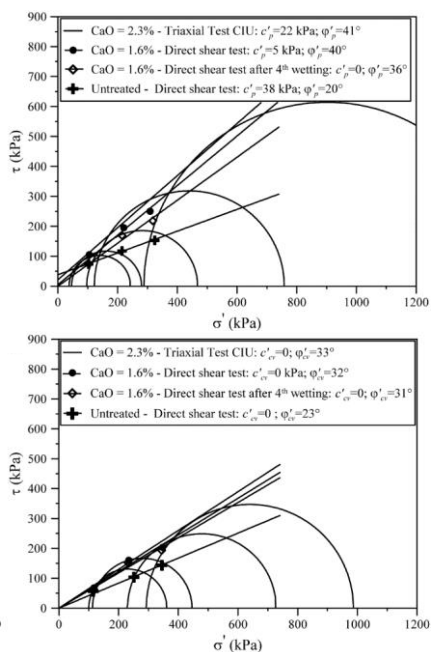 CaO = 2.3% - Triaxial Test CIU: c'p=22 kPa; φ'p=41°
CaO = 1.6% - Direct shear test: c'p=5 kPa; φ'p=40°
CaO = 1.6% - Direct shear test after 4th wetting: c'p=0; φ'p=36°
Untreated - Direct shear test: c'p=38 kPa; φ'p=20°
900
800
700
600
500
400
300
200
100
0
τ (kPa)
0 200 400 600 800 1000 1200
σ' (kPa)
CaO = 2.3% - Triaxial Test CIU: c'cv=0; φ'cv=33°
CaO = 1.6% - Direct shear test: c'cv=0 kPa; φ'cv=32°
CaO = 1.6% - Direct shear test after 4th wetting: c'cv=0; φ'cv=31°
Untreated - Direct shear test: c'cv=0 ; φ'cv=23°
900
800
700
600
500
400
300
200
100
0
τ (kPa)
0 200 400 600 800 1000 1200
σ' (kPa)